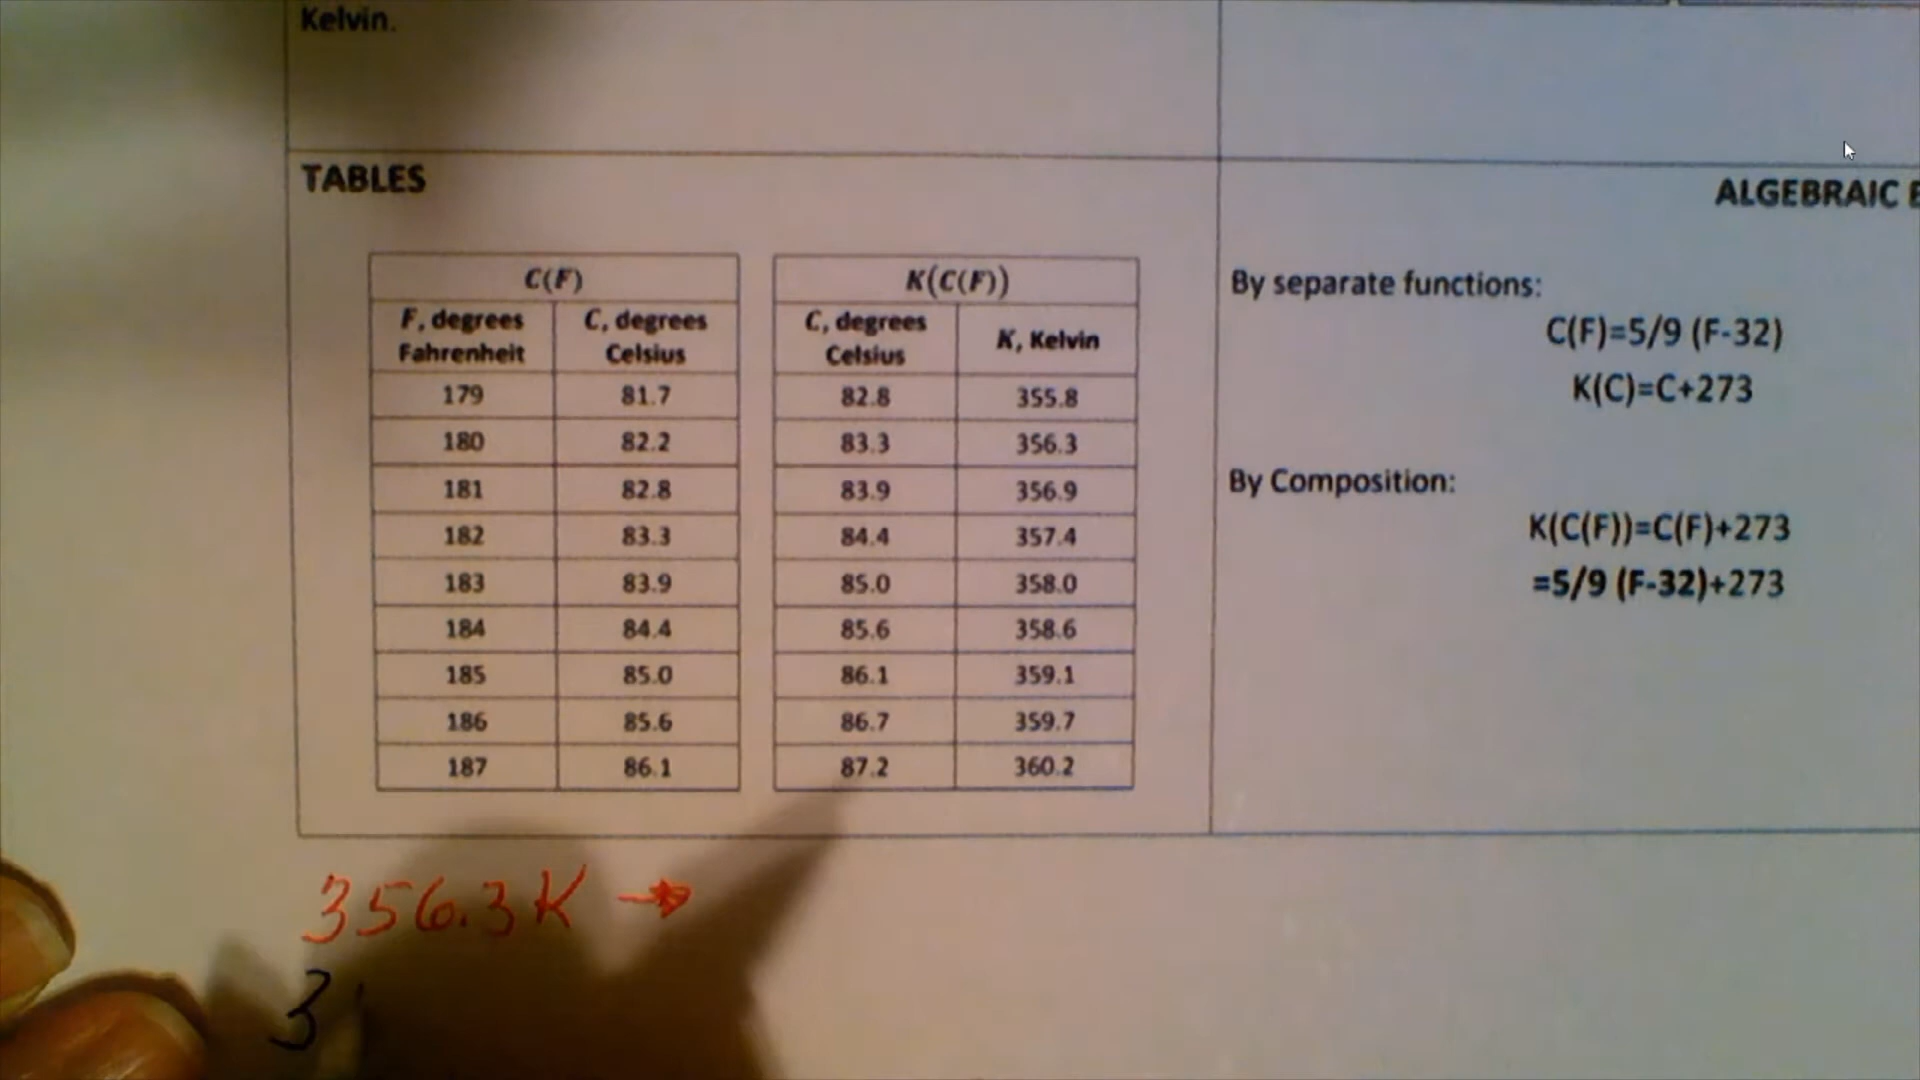 Kelvin.
TABLES
C(F)
F, degrees Fahrenheit C, degrees Celsius
179 81.7
180 82.2
181 82.8
182 83.3
183 83.9
184 84.4
185 85.0
186 85.6
187 86.1
K(C(F))
C, degrees Celsius K, Kelvin
82.8 355.8
83.3 356.3
83.9 356.9
84.4 357.4
85.0 358.0
85.6 358.6
86.1 359.1
86.7 359.7
87.2 360.2
ALGEBRAIC
By separate functions:
C(F)=5/9 (F-32)
K(C)=C+273
By Composition:
K(C(F))=C(F)+273
=5/9 (F-32)+273
356.3K →
3